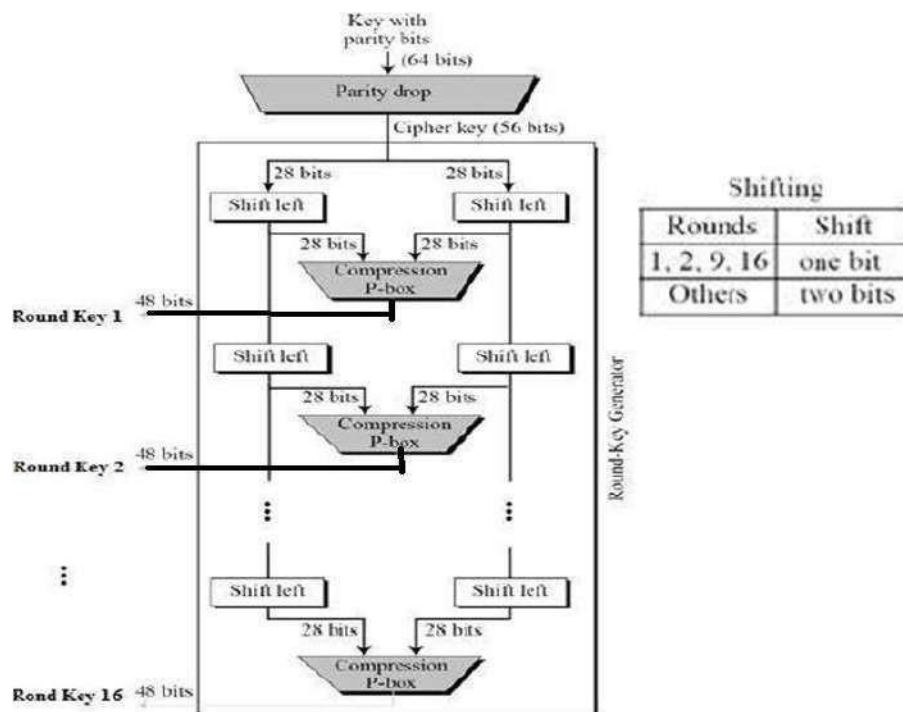 Key with
parity bits
(64 bits)
Parity drop
Cipher key (56 bits)
28 bits
28 bits
Shift left
Shift left
28 bits
28 bits
Compression
P-box
48 bits
Round Key 1
Shift left
Shift left
28 bits
28 bits
Compression
P-box
48 bits
Round Key 2
...
...
...
Shift left
Shift left
28 bits
28 bits
Compression
P-box
48 bits
Rond Key 16
Round-Key Generator
Shifting
Rounds Shift
1, 2, 9, 16 one bit
Others two bits